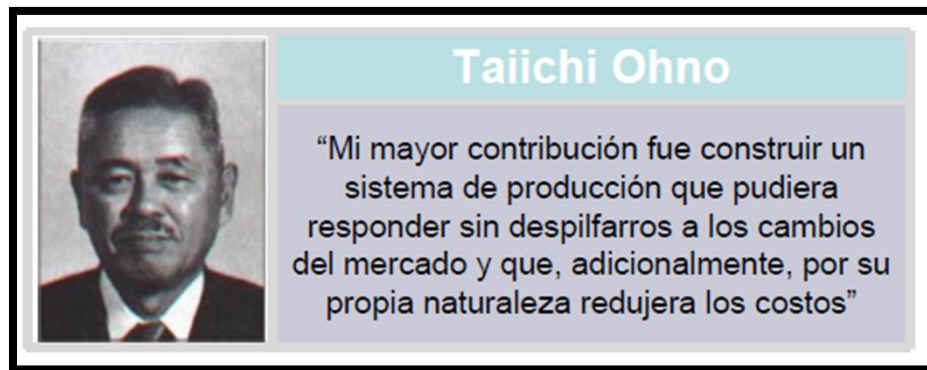 Taiichi Ohno
“Mi mayor contribución fue construir un
sistema de producción que pudiera
responder sin despilfarros a los cambios
del mercado y que, adicionalmente, por su
propia naturaleza redujera los costos”